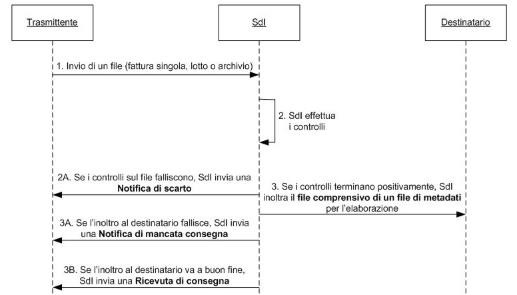 Trasmittente
SdI
Destinatario
1. Invio di un file (fattura singola, lotto o archivio)
2. SdI effettua
i controlli
2A. Se i controlli sul file falliscono, SdI invia una
Notifica di scarto
3. Se i controlli terminano positivamente, SdI
inoltra il file comprensivo di un file di metadati
per l'elaborazione
3A. Se l'inoltro al destinatario fallisce, SdI invia
una Notifica di mancata consegna
3B. Se l'inoltro al destinatario va a buon fine,
SdI invia una Ricevuta di consegna